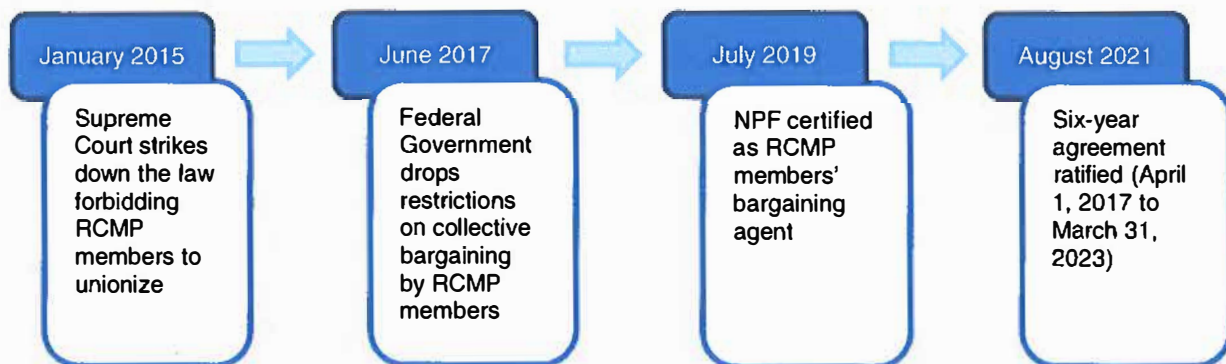 January 2015
Supreme
Court strikes
down the law
forbidding
RCMP
members to
unionize
June 2017
Federal
Government
drops
restrictions
on collective
bargaining
by RCMP
members
July 2019
NPF certified
as RCMP
members'
bargaining
agent
August 2021
Six-year
agreement
ratified (April
1, 2017 to
March 31,
2023)